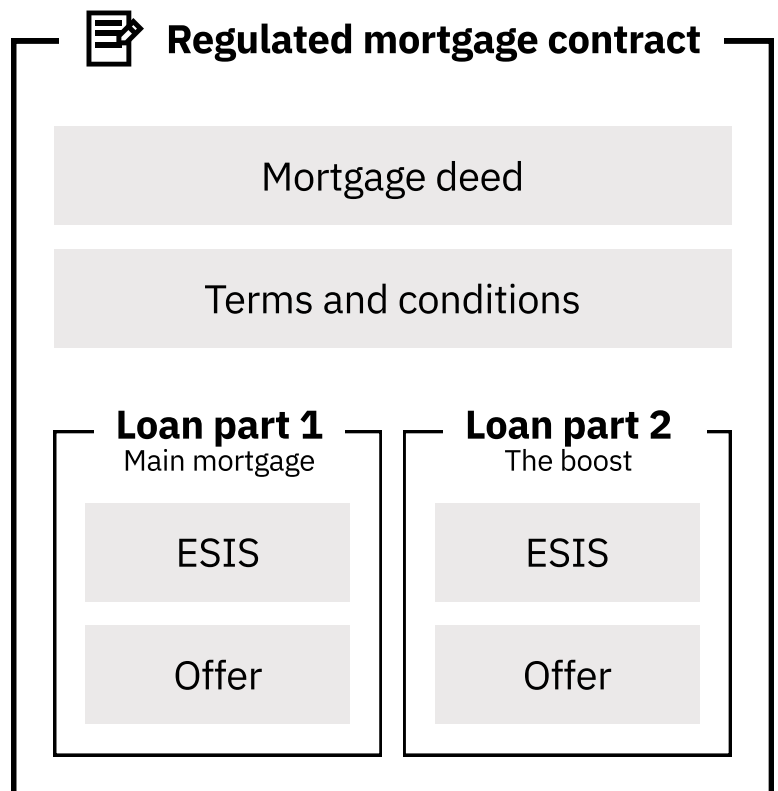 Regulated mortgage contract
Mortgage deed
Terms and conditions
Loan part 1
Main mortgage
ESIS
Offer
Loan part 2
The boost
ESIS
Offer